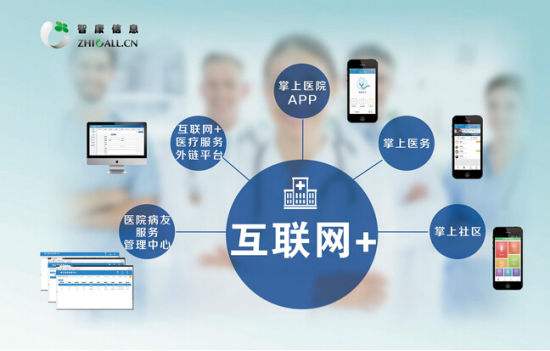 智康信息
ZHICALL.CN
掌上医院
APP
互联网+
医疗服务
外链平台
掌上医务
医院病友
服务
管理中心
互联网+
掌上社区